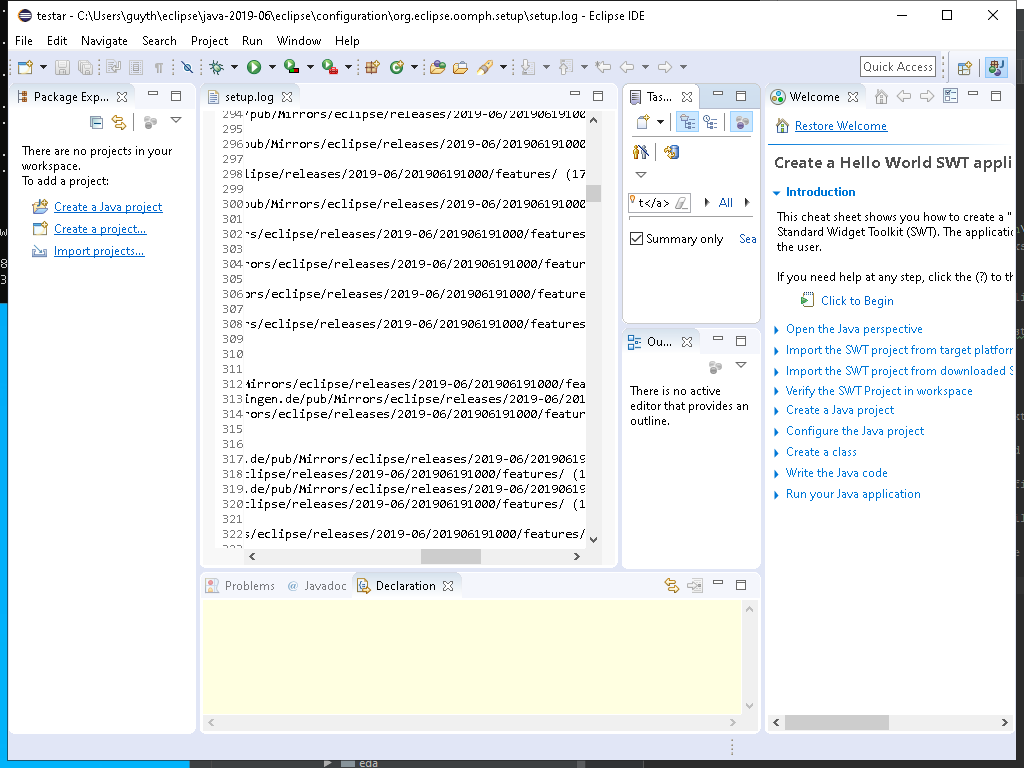 testar - C:\Users\guyth\eclipse\java-2019-06\eclipse\configuration\org.eclipse.oomph.setup\setup.log - Eclipse IDE
File Edit Navigate Search Project Run Window Help
Quick Access
Package Exp...
There are no projects in your
workspace.
To add a project:
Create a Java project
Create a project...
Import projects...
setup.log
294 /pub/Mirrors/eclipse/releases/2019-06/201906191000
295
296 pub/Mirrors/eclipse/releases/2019-06/201906191000
297
298 lipse/releases/2019-06/201906191000/features/ (17
299
300 pub/Mirrors/eclipse/releases/2019-06/201906191000
301
302 rs/eclipse/releases/2019-06/201906191000/features
303
304 rors/eclipse/releases/2019-06/201906191000/featur
305
306 ors/eclipse/releases/2019-06/201906191000/feature
307
308 rs/eclipse/releases/2019-06/201906191000/features
309
310
311
312 Mirrors/eclipse/releases/2019-06/201906191000/fea
313 ingen.de/pub/Mirrors/eclipse/releases/2019-06/201
314 rors/eclipse/releases/2019-06/201906191000/featur
315
316
317 .de/pub/Mirrors/eclipse/releases/2019-06/20190619
318 clipse/releases/2019-06/201906191000/features/ (1
319 .de/pub/Mirrors/eclipse/releases/2019-06/20190619
320 clipse/releases/2019-06/201906191000/features/ (1
321
322 s/eclipse/releases/2019-06/201906191000/features/
323
Tas...
t</a>
All
Summary only Sea
Ou...
There is no active
editor that provides an
outline.
Welcome
Restore Welcome
Create a Hello World SWT appli
Introduction
This cheat sheet shows you how to create a "
Standard Widget Toolkit (SWT). The applicatio
the user.
If you need help at any step, click the (?) to th
Click to Begin
Open the Java perspective
Import the SWT project from target platforr
Import the SWT project from downloaded S
Verify the SWT Project in workspace
Create a Java project
Configure the Java project
Create a class
Write the Java code
Run your Java application
Problems @ Javadoc Declaration
eda